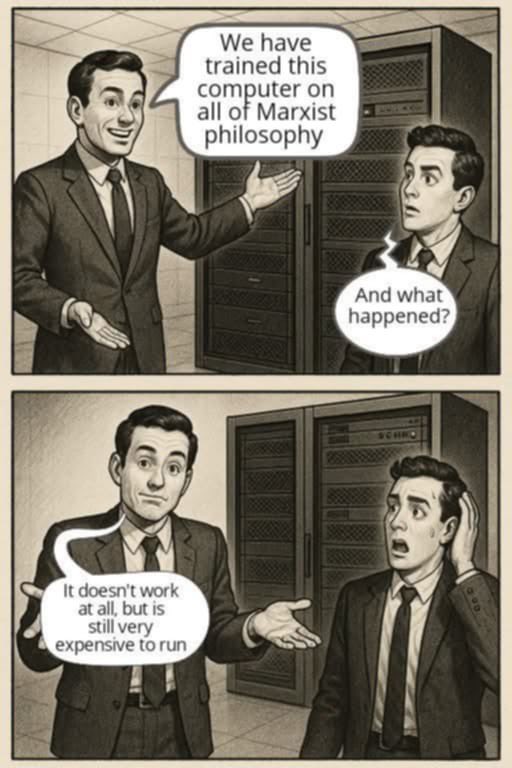 We have
trained this
computer on
all of Marxist
philosophy
And what
happened?
It doesn't work
at all, but is
still very
expensive to run